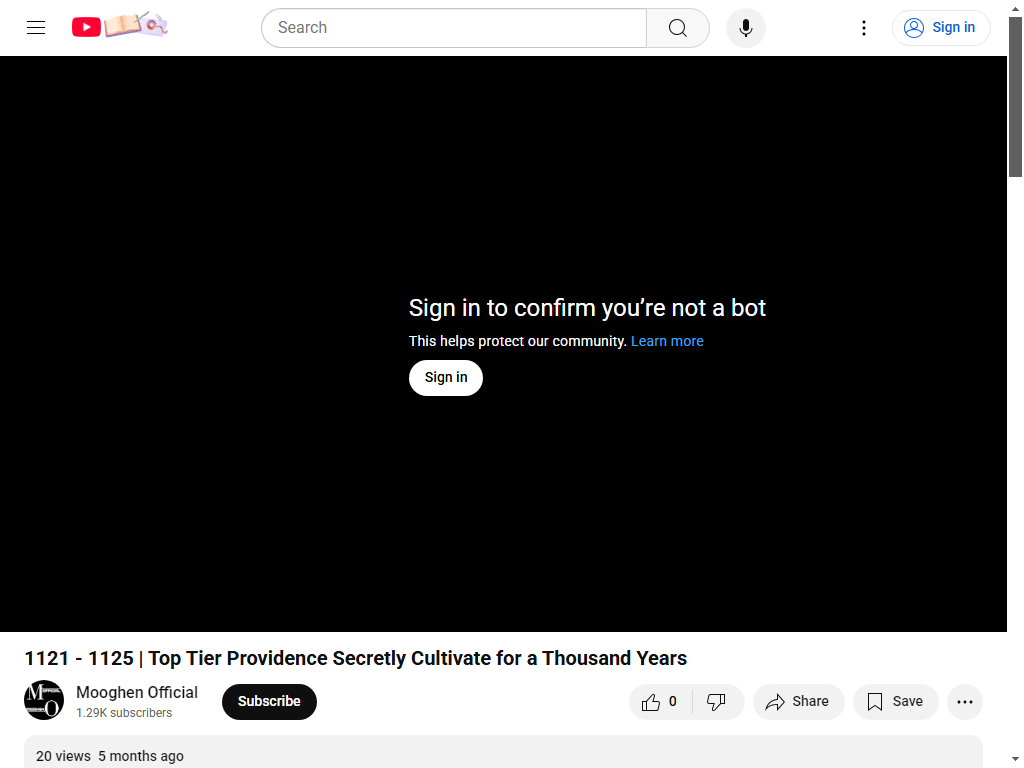 Search
Sign in
Sign in to confirm you’re not a bot
This helps protect our community. Learn more
Sign in
1121 - 1125 | Top Tier Providence Secretly Cultivate for a Thousand Years
Mooghen Official
1.29K subscribers
Subscribe
0
Share
Save
20 views 5 months ago